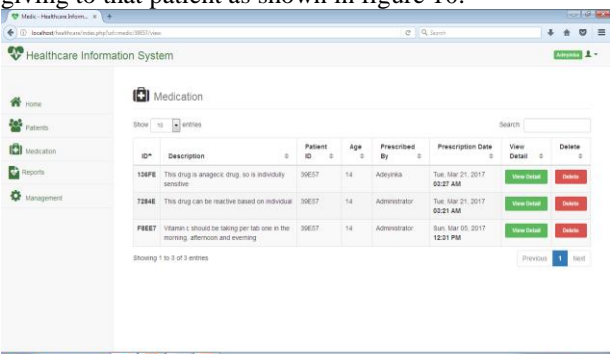 giving to that patient as shown in figure 16.
Medic - Healthcare Inform...
localhost/healthcare/index.php?url=medic/39E57/view
Search
Healthcare Information System
Adeyinka
Home
Patients
Medication
Reports
Management
Medication
Show 10 entries
Search:
ID Description Patient ID Age Prescribed By Prescription Date View Detail Delete
136FE This drug is anagecic drug, so is individuly sensitive 39E57 14 Adeyinka Tue. Mar 21, 2017 03:27 AM View Detail Delete
7284E This drug can be reactive based on individual 39E57 14 Administrator Tue. Mar 21, 2017 03:21 AM View Detail Delete
F8EE7 Vitamin c should be taking per tab one in the morning, afternoon and everning 39E57 14 Administrator Sun. Mar 05, 2017 12:31 PM View Detail Delete
Showing 1 to 3 of 3 entries
Previous 1 Next